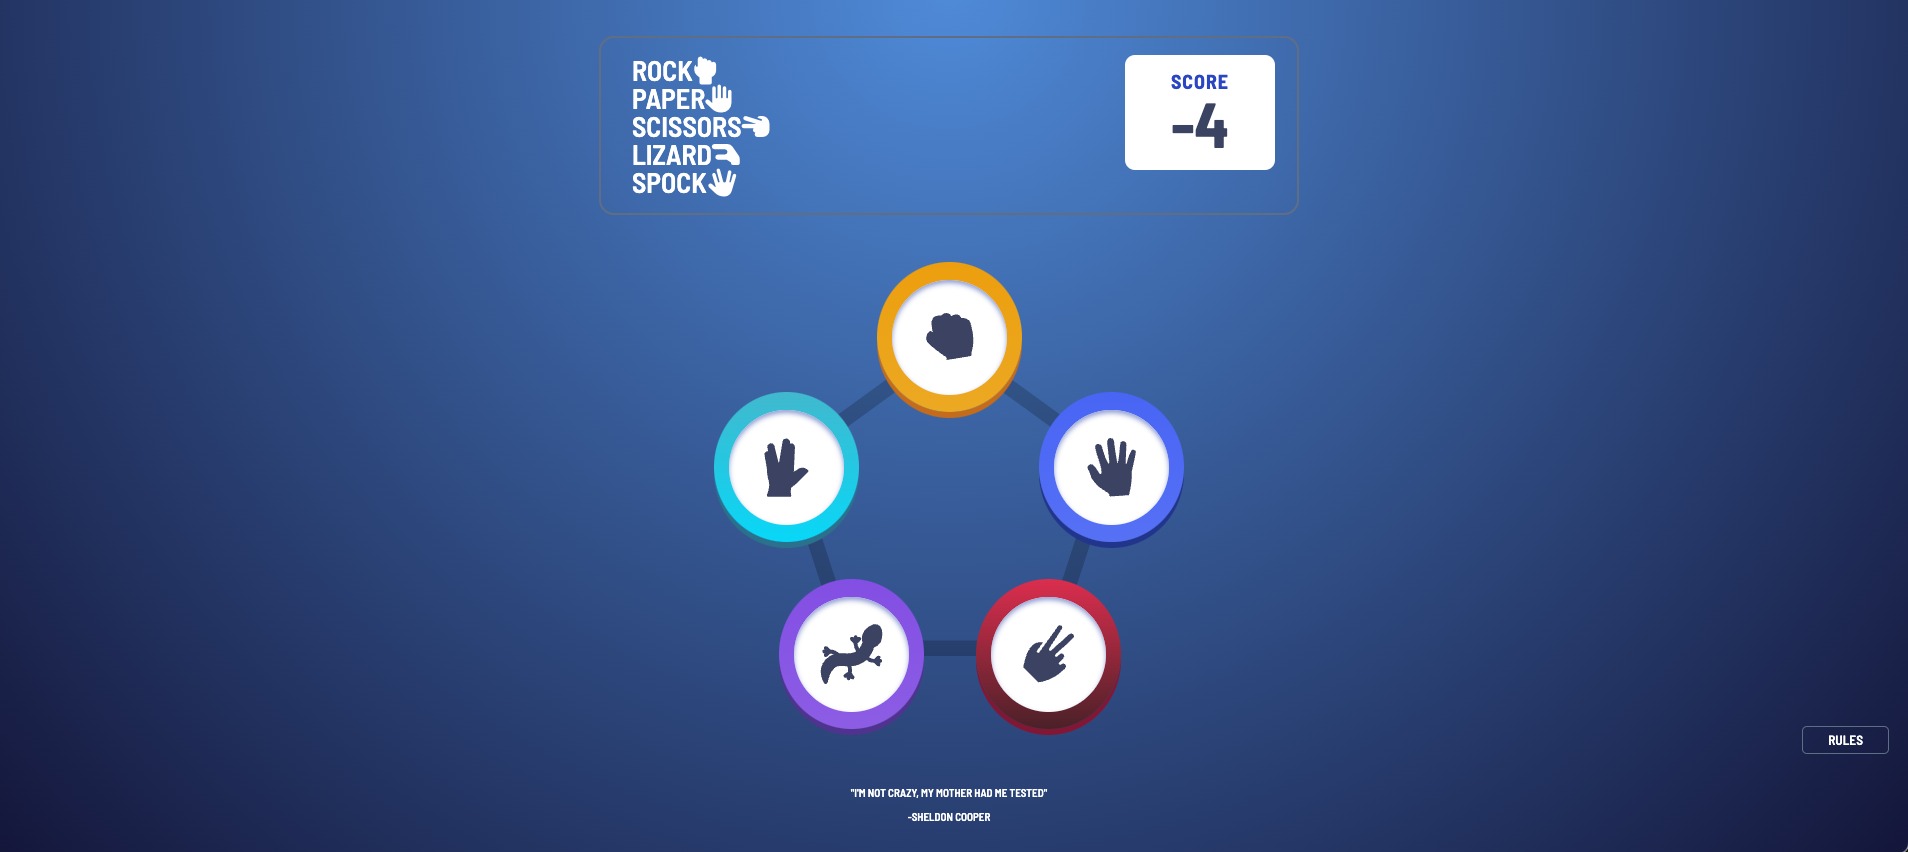 ROCK
PAPER
SCISSORS
LIZARD
SPOCK
SCORE
-4
RULES
"I'M NOT CRAZY, MY MOTHER HAD ME TESTED"
-SHELDON COOPER